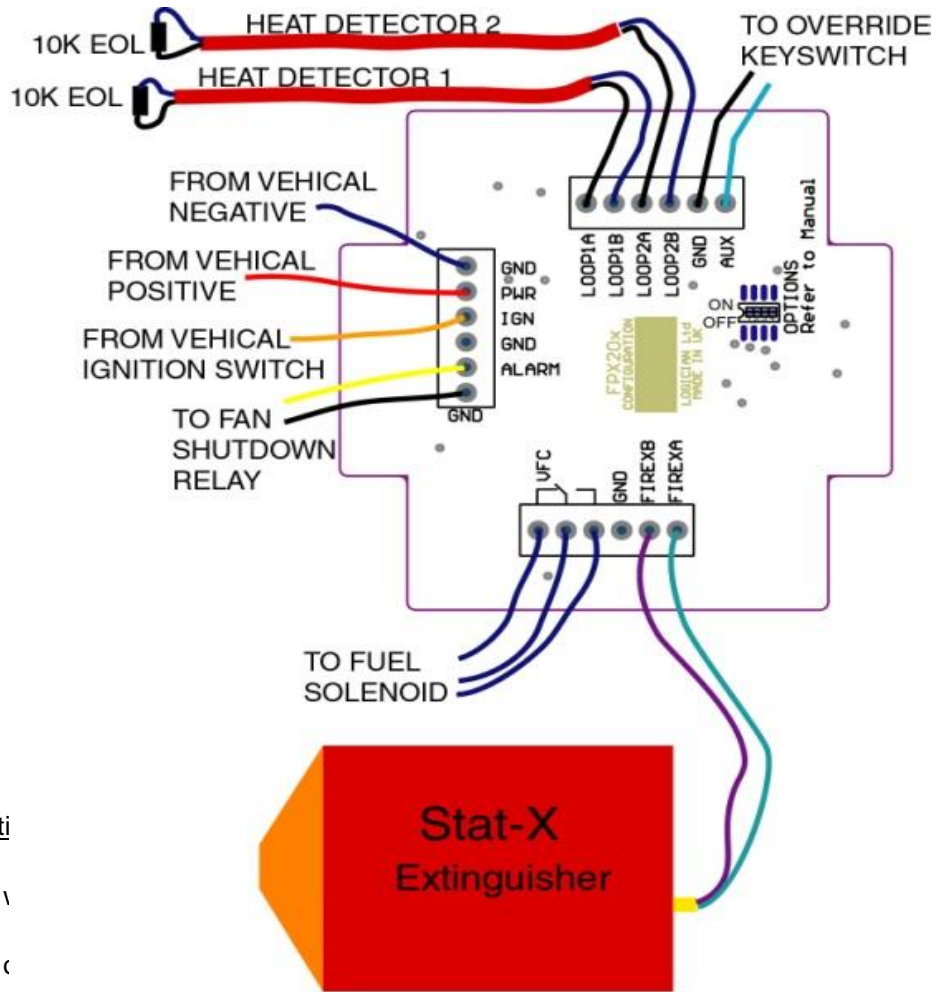 HEAT DETECTOR 2
10K EOL
HEAT DETECTOR 1
10K EOL
TO OVERRIDE
KEYSWITCH
FROM VEHICAL
NEGATIVE
FROM VEHICAL
POSITIVE
FROM VEHICAL
IGNITION SWITCH
TO FAN
SHUTDOWN
RELAY
GND
PWR
IGN
GND
ALARM
GND
LOOP1A
LOOP1B
LOOP2A
LOOP2B
GND
AUX
ON
OFF
OPTIONS
Refer to Manual
FPX20x
CONFIGURATION
LOGICIAN Ltd
MADE IN UK
VFC
GND
FIREXB
FIREXA
TO FUEL
SOLENOID
Stat-X
Extinguisher